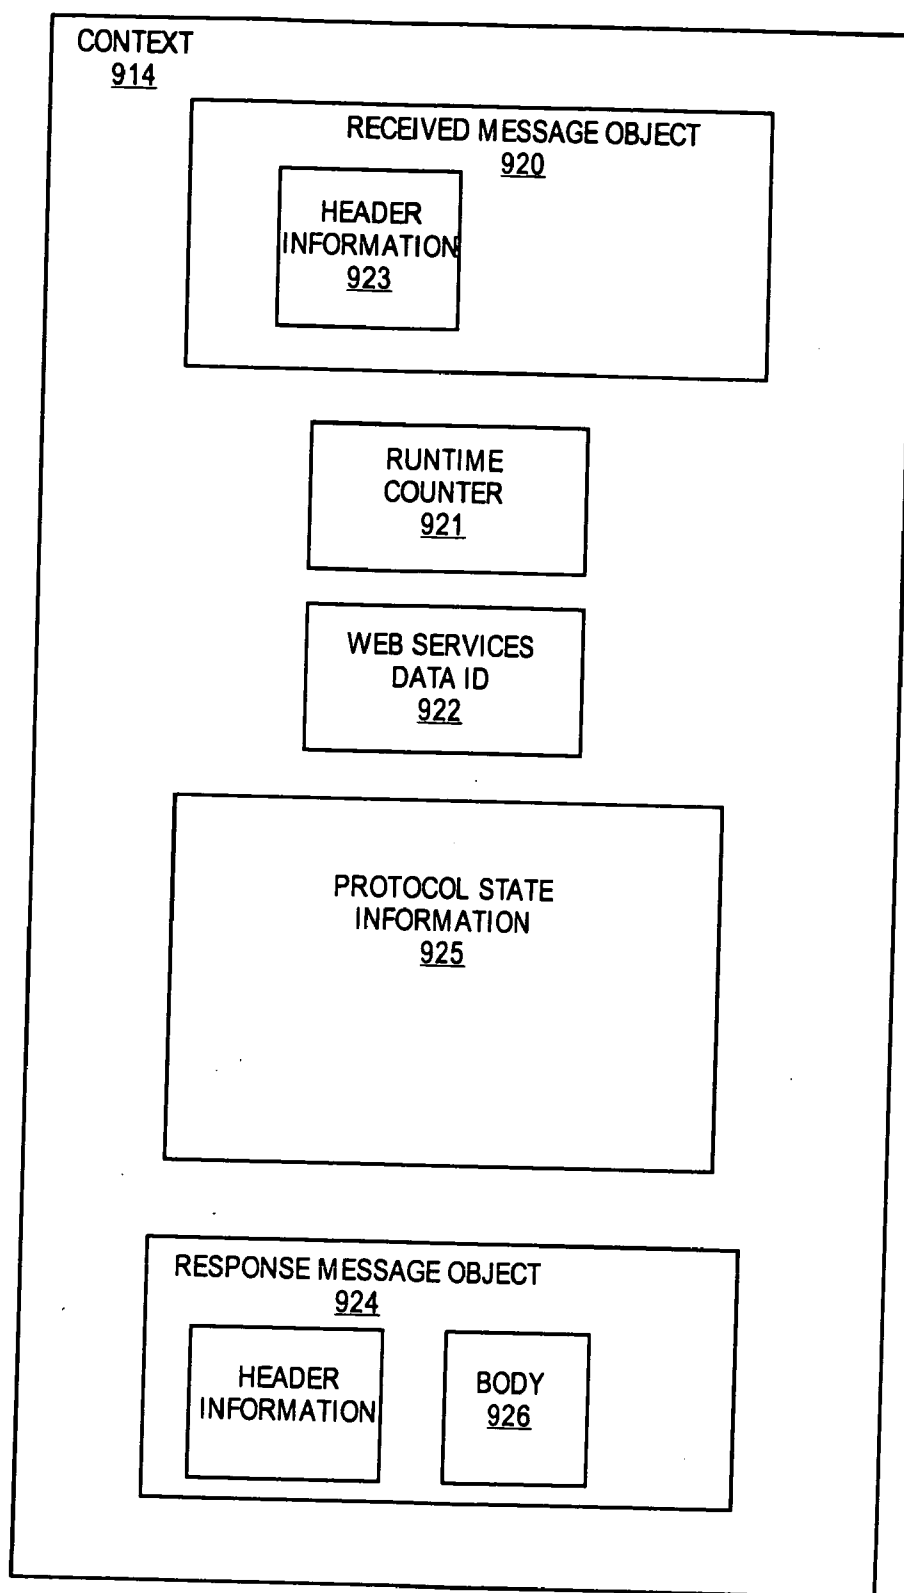 CONTEXT
914
RECEIVED MESSAGE OBJECT
920
HEADER
INFORMATION
923
RUNTIME
COUNTER
921
WEB SERVICES
DATA ID
922
PROTOCOL STATE
INFORMATION
925
RESPONSE MESSAGE OBJECT
924
HEADER
INFORMATION
BODY
926